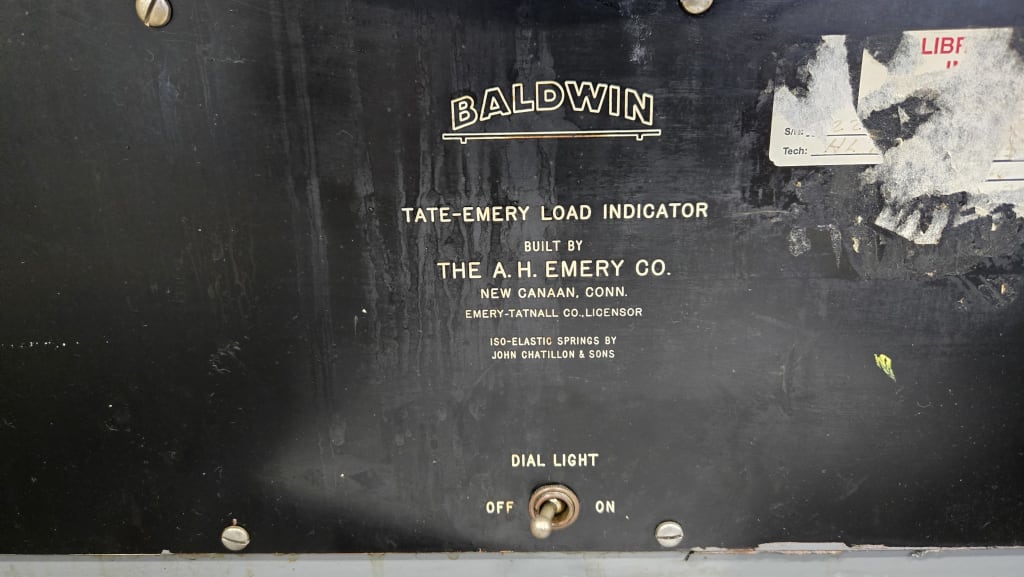 BALDWIN
TATE-EMERY LOAD INDICATOR
BUILT BY
THE A. H. EMERY CO.
NEW CANAAN, CONN.
EMERY-TATNALL CO., LICENSOR
ISO-ELASTIC SPRINGS BY
JOHN CHATILLON & SONS
Tech:
DIAL LIGHT
OFF ON